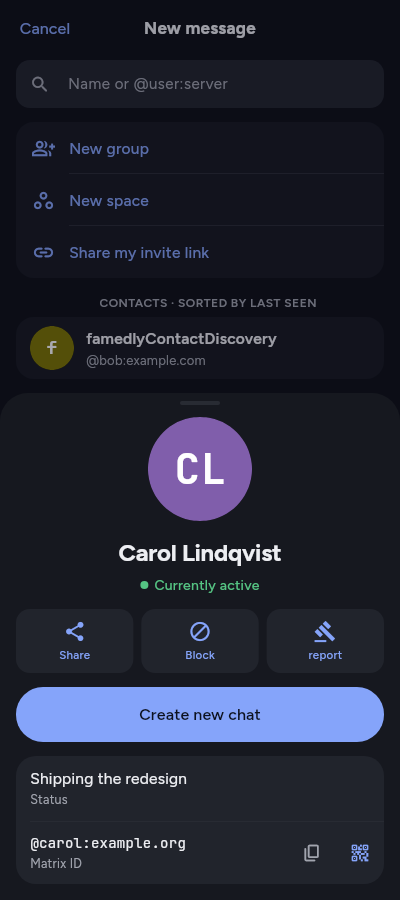 Cancel
New message
Name or @user:server
New group
New space
Share my invite link
CONTACTS · SORTED BY LAST SEEN
f
famedlyContactDiscovery
@bob:example.com
CL
Carol Lindqvist
Currently active
Share
Block
report
Create new chat
Shipping the redesign
Status
@carol:example.org
Matrix ID